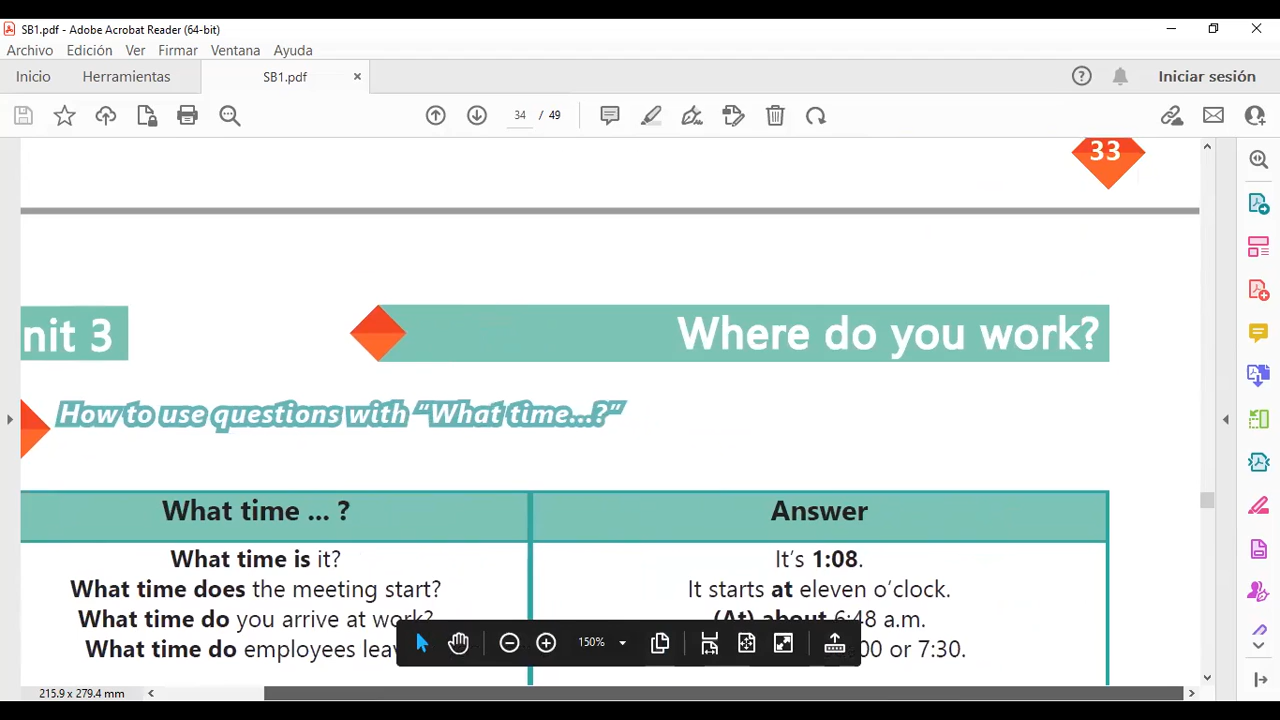 SB1.pdf - Adobe Acrobat Reader (64-bit)
Archivo Edición Ver Firmar Ventana Ayuda
Inicio Herramientas SB1.pdf × Iniciar sesión
34 / 49
33
nit 3 Where do you work?
How to use questions with “What time...?”
What time ... ? Answer
What time is it? It’s 1:08.
What time does the meeting start? It starts at eleven o’clock.
What time do you arrive at work? (At) about 6:48 a.m.
What time do employees lea :00 or 7:30.
150%
215.9 x 279.4 mm